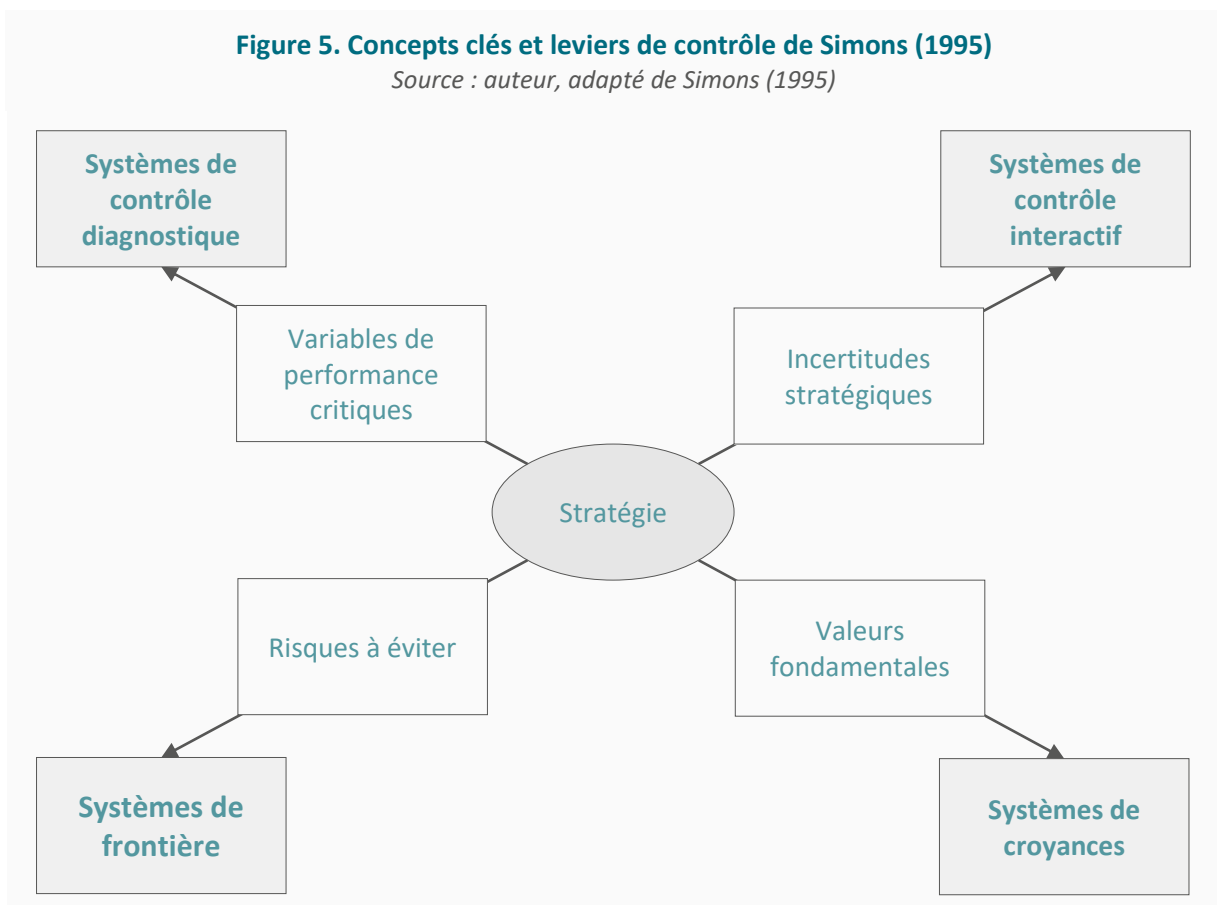 Figure 5. Concepts clés et leviers de contrôle de Simons (1995)
Source : auteur, adapté de Simons (1995)
Systèmes de
contrôle
diagnostique
Systèmes de
contrôle
interactif
Variables de
performance
critiques
Incertitudes
stratégiques
Stratégie
Risques à éviter
Valeurs
fondamentales
Systèmes de
frontière
Systèmes de
croyances